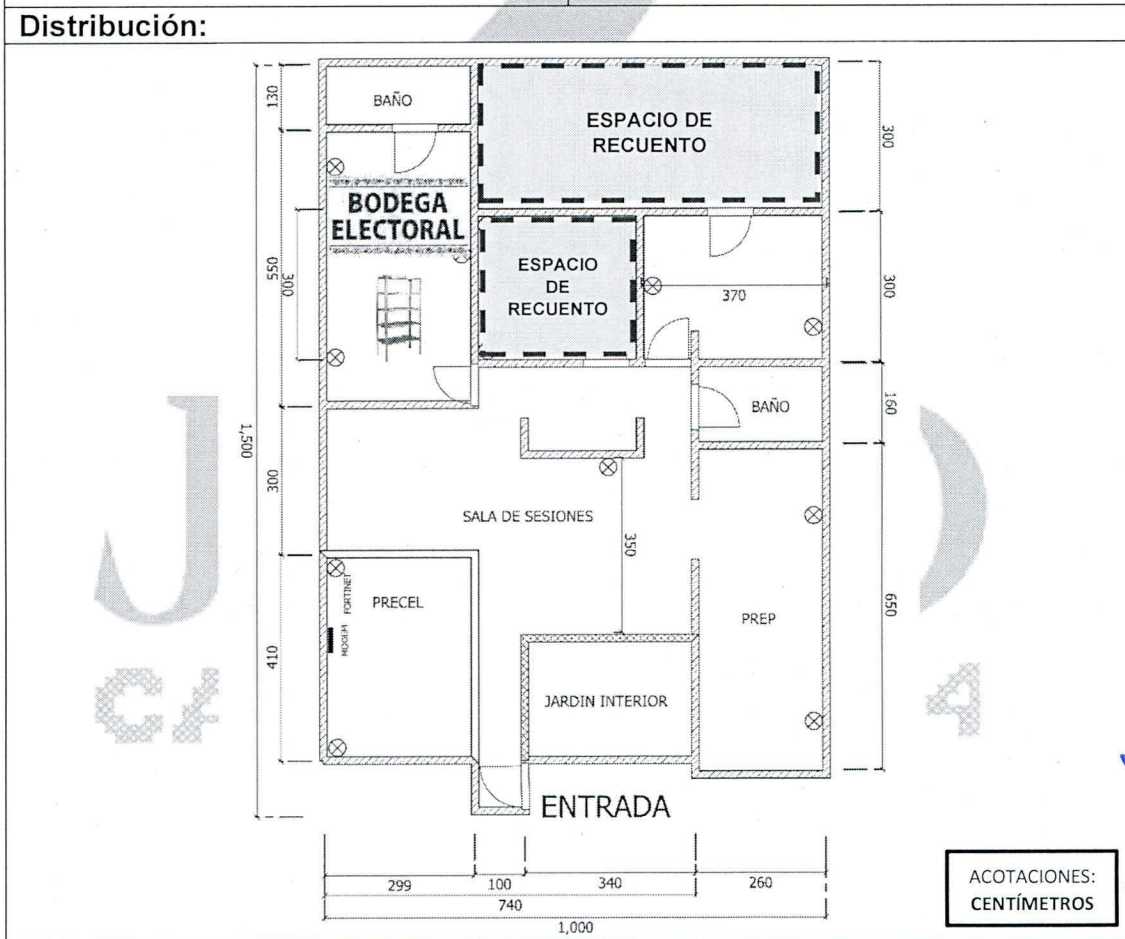 Distribución:
BAÑO
ESPACIO DE
RECUENTO
130
300
BODEGA
ELECTORAL
550
300
ESPACIO
DE
RECUENTO
370
300
BAÑO
160
1,500
300
SALA DE SESIONES
350
PRECEL
MODEM FORTINET
410
PREP
650
JARDIN INTERIOR
ENTRADA
299
100
340
260
740
1,000
ACOTACIONES:
CENTÍMETROS